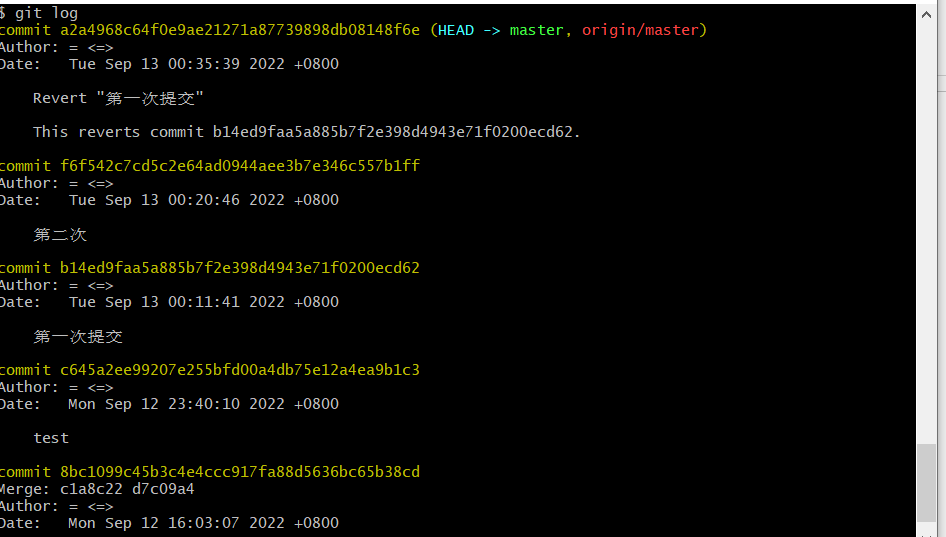 $ git log
commit a2a4968c64f0e9ae21271a87739898db08148f6e (HEAD -> master, origin/master)
Author: = <=>
Date:   Tue Sep 13 00:35:39 2022 +0800
Revert "第一次提交"
This reverts commit b14ed9faa5a885b7f2e398d4943e71f0200ecd62.
commit f6f542c7cd5c2e64ad0944aee3b7e346c557b1ff
Author: = <=>
Date:   Tue Sep 13 00:20:46 2022 +0800
第二次
commit b14ed9faa5a885b7f2e398d4943e71f0200ecd62
Author: = <=>
Date:   Tue Sep 13 00:11:41 2022 +0800
第一次提交
commit c645a2ee99207e255bfd00a4db75e12a4ea9b1c3
Author: = <=>
Date:   Mon Sep 12 23:40:10 2022 +0800
test
commit 8bc1099c45b3c4e4ccc917fa88d5636bc65b38cd
Merge: c1a8c22 d7c09a4
Author: = <=>
Date:   Mon Sep 12 16:03:07 2022 +0800